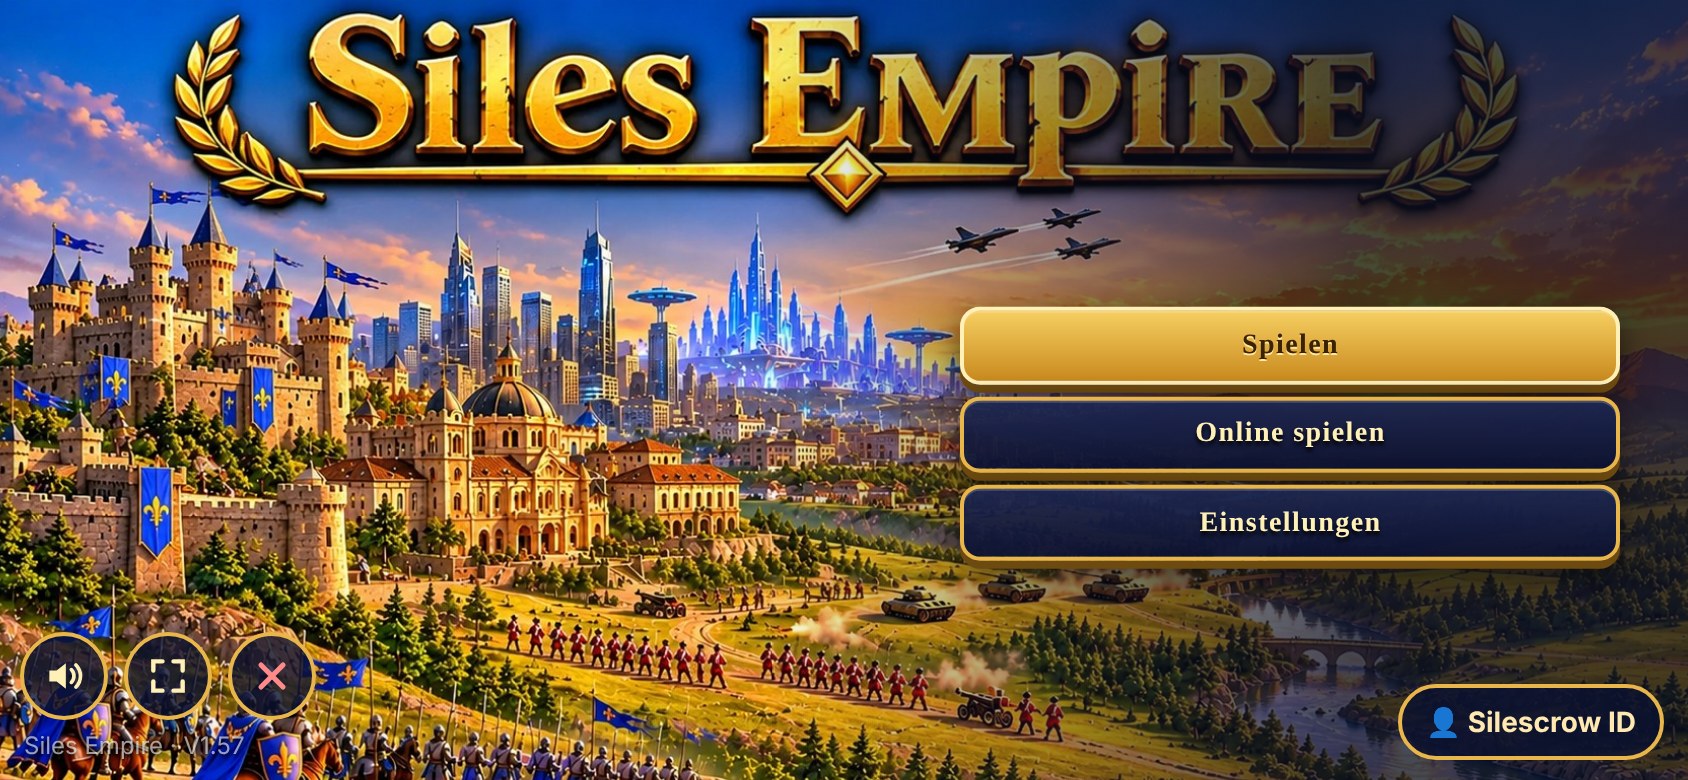 Siles Empire
Spielen
Online spielen
Einstellungen
Silescrow ID
Siles Empire · V1.57